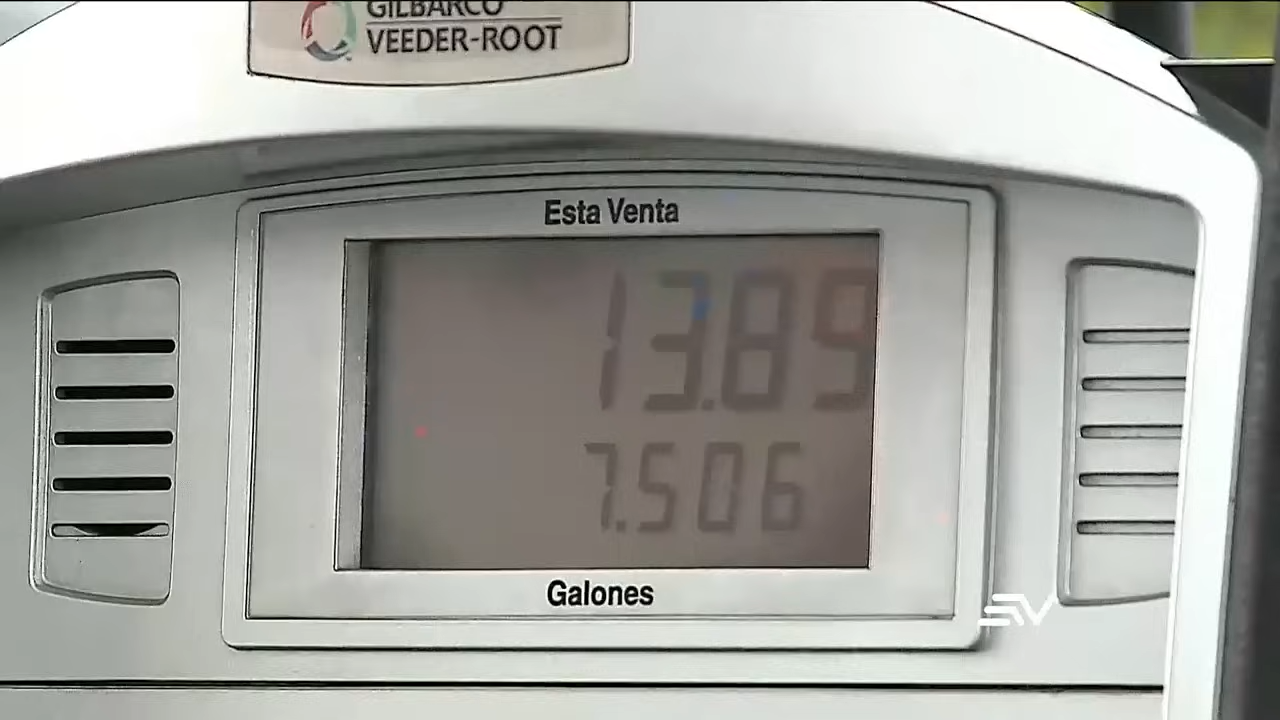 GILBARCO
VEEDER-ROOT
Esta Venta
13.89
7.506
Galones